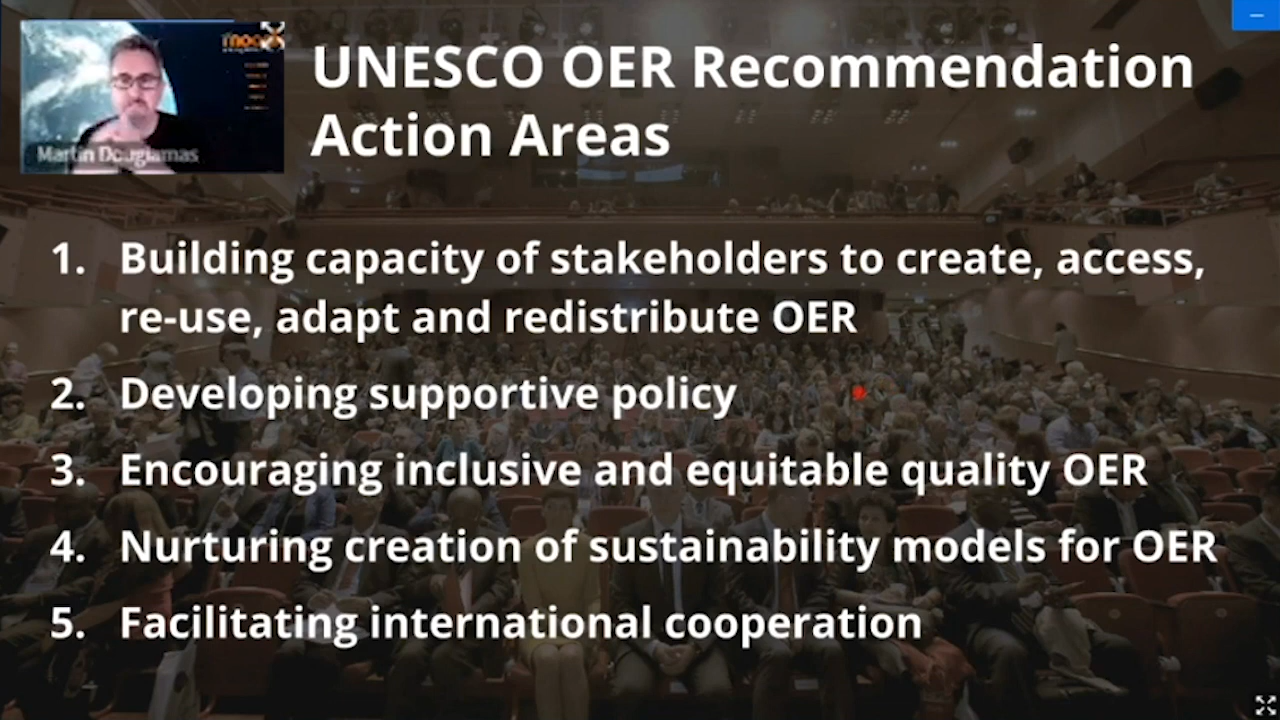 UNESCO OER Recommendation
Action Areas
Martin Dougiamas
1. Building capacity of stakeholders to create, access,
re-use, adapt and redistribute OER
2. Developing supportive policy
3. Encouraging inclusive and equitable quality OER
4. Nurturing creation of sustainability models for OER
5. Facilitating international cooperation